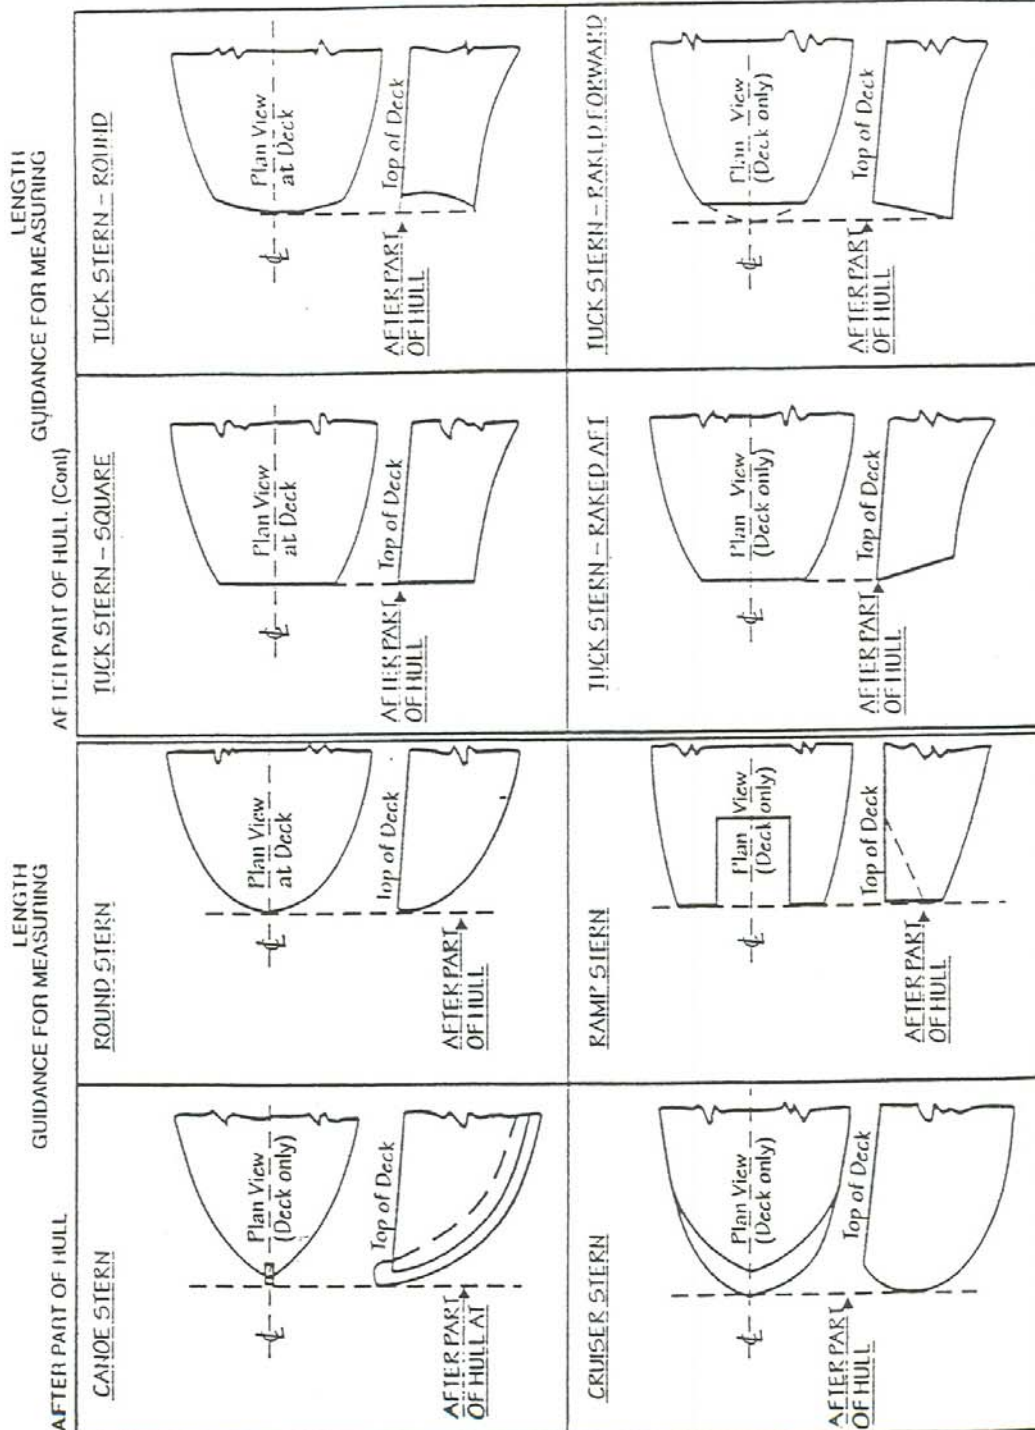 LENGTH
GUIDANCE FOR MEASURING
AFTER PART OF HULL
CANOE STERN
Plan View
(Deck only)
Top of Deck
AFTER PART
OF HULL AT
ROUND STERN
Plan View
at Deck
Top of Deck
AFTER PART
OF HULL
CRUISER STERN
Plan View
(Deck only)
Top of Deck
AFTER PART
OF HULL
RAMP STERN
Plan View
(Deck only)
Top of Deck
AFTER PART
OF HULL
LENGTH
GUIDANCE FOR MEASURING
AFTER PART OF HULL (Cont)
TUCK STERN - SQUARE
Plan View
at Deck
Top of Deck
AFTER PART
OF HULL
TUCK STERN - ROUND
Plan View
at Deck
Top of Deck
AFTER PART
OF HULL
TUCK STERN - RAKED AFT
Plan View
(Deck only)
Top of Deck
AFTER PART
OF HULL
TUCK STERN - RAKED FORWARD
Plan View
(Deck only)
Top of Deck
AFTER PART
OF HULL